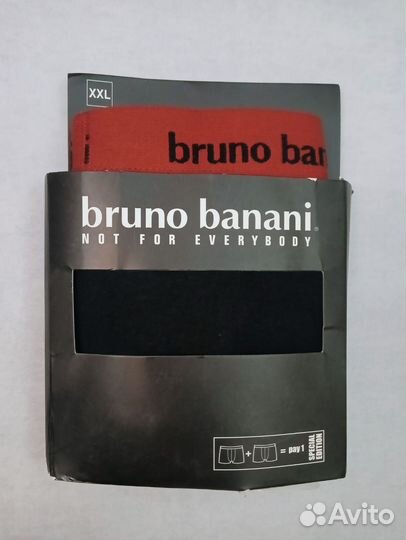 XXL
bruno ban
bruno banani®
NOT FOR EVERYBODY
+ = pay 1
SPECIAL
EDITION
Avito